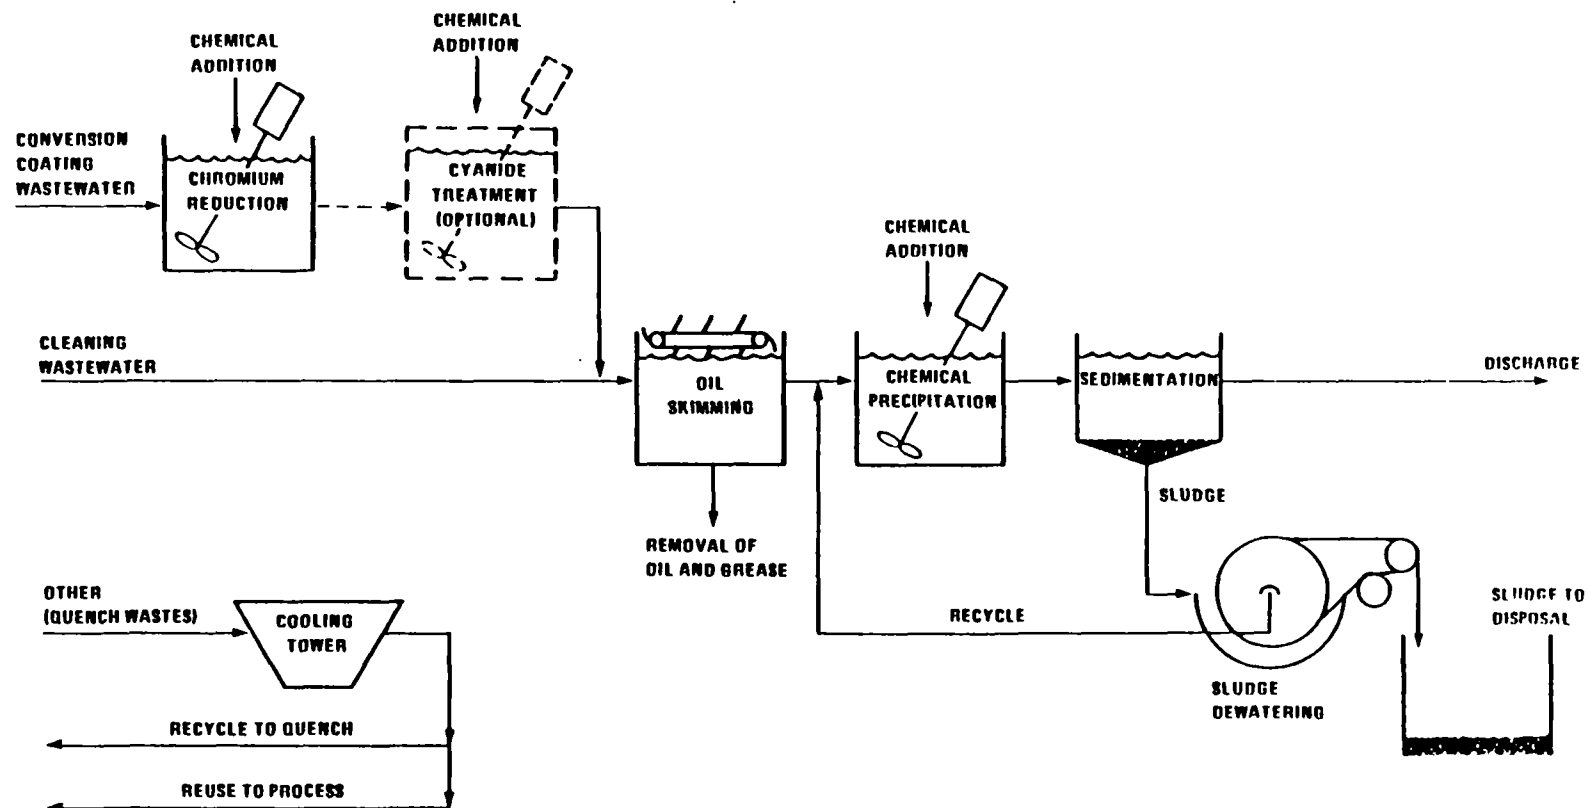 CHEMICAL
ADDITION
CHEMICAL
ADDITION
CONVERSION
COATING
WASTEWATER
CHROMIUM
REDUCTION
CYANIDE
TREATMENT
(OPTIONAL)
CHEMICAL
ADDITION
CLEANING
WASTEWATER
OIL
SKIMMING
CHEMICAL
PRECIPITATION
SEDIMENTATION
DISCHARGE
SLUDGE
REMOVAL OF
OIL AND GREASE
OTHER
(QUENCH WASTES)
COOLING
TOWER
RECYCLE
SLUDGE TO
DISPOSAL
SLUDGE
DEWATERING
RECYCLE TO QUENCH
REUSE TO PROCESS